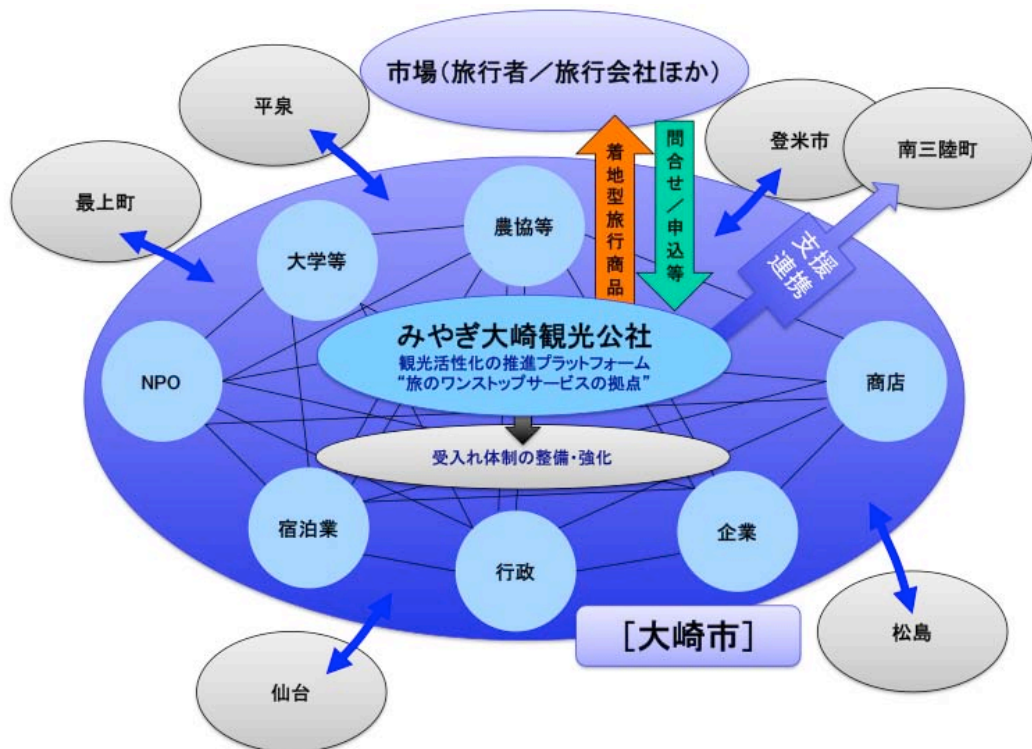 市場（旅行者／旅行会社ほか）
平泉
登米市
南三陸町
最上町
着地型旅行商品
問合せ／申込等
支援
連携
農協等
大学等
みやぎ大崎観光公社
観光活性化の推進プラットフォーム
“旅のワンストップサービスの拠点”
NPO
商店
受入れ体制の整備・強化
宿泊業
行政
企業
［大崎市］
松島
仙台